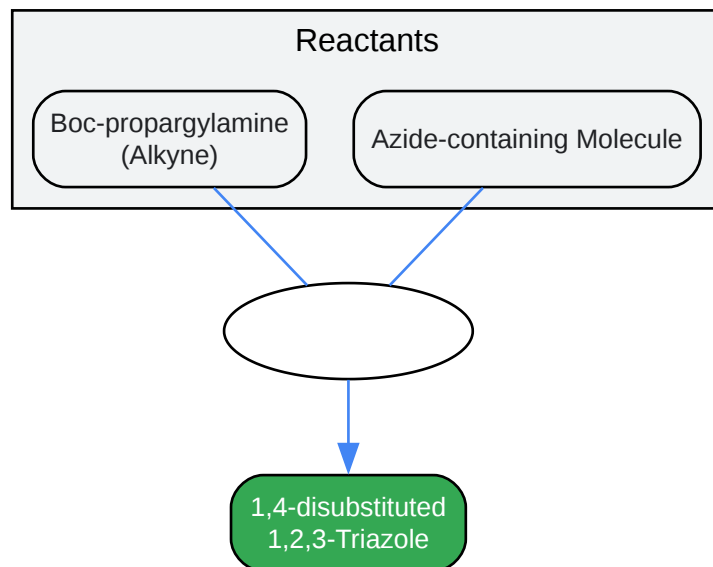 Reactants
Boc-propargylamine
(Alkyne)
Azide-containing Molecule
1,4-disubstituted
1,2,3-Triazole